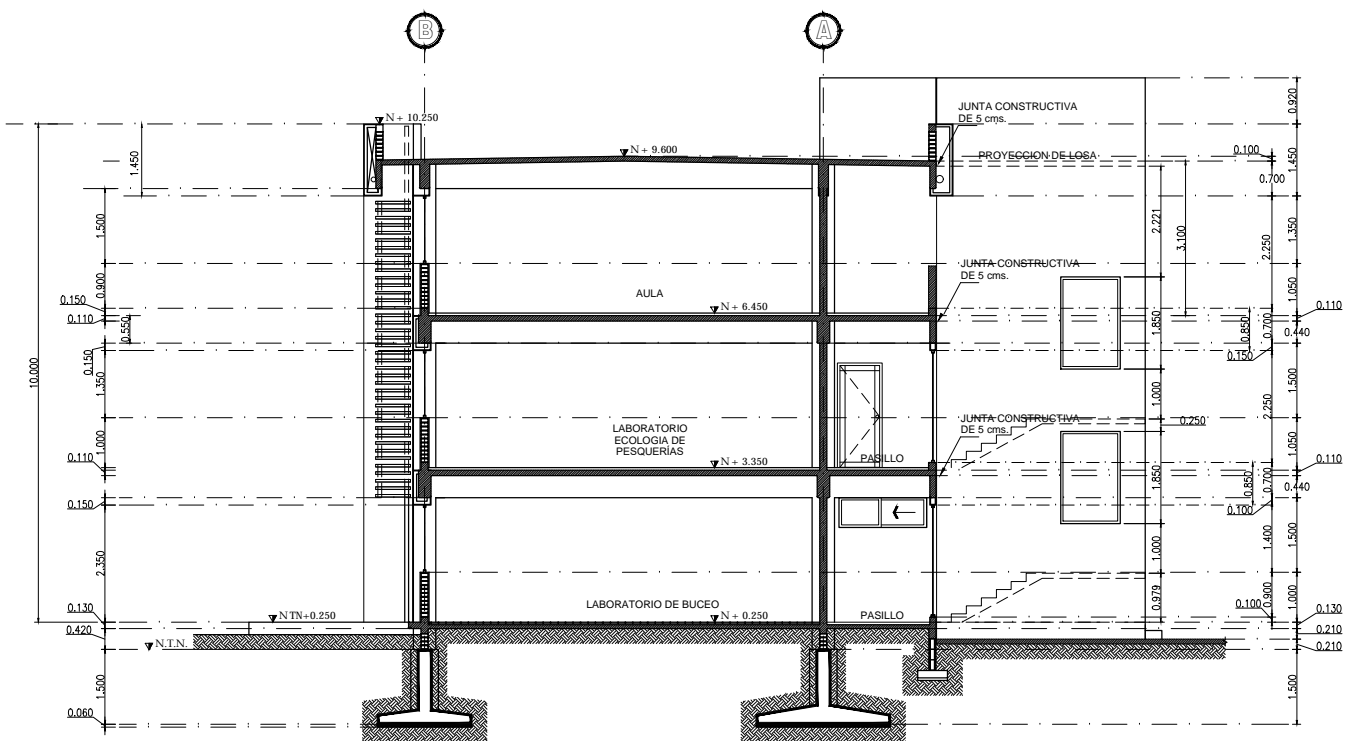 B
A
JUNTA CONSTRUCTIVA
DE 5 cms.
N + 10.250
N + 9.600
PROYECCION DE LOSA
0.920
1.450
0.100
0.700
1.450
1.500
2.221
3.100
2.250
1.350
JUNTA CONSTRUCTIVA
DE 5 cms.
AULA
N + 6.450
0.900
0.150
0.110
0.550
1.050
0.110
1.850
0.850
0.700
0.440
0.150
10.000
0.150
1.350
1.000
2.250
1.500
JUNTA CONSTRUCTIVA
DE 5 cms.
0.250
LABORATORIO
ECOLOGIA DE
PESQUERÍAS
N + 3.350
PASILLO
1.000
0.110
1.050
0.110
1.850
0.850
0.700
0.440
0.150
0.100
2.350
1.000
1.400
1.500
LABORATORIO DE BUCEO
N + 0.250
PASILLO
NTN+0.250
N.T.N.
0.130
0.420
0.979
0.100
0.900
1.000
0.130
0.210
0.210
1.500
1.500
0.060